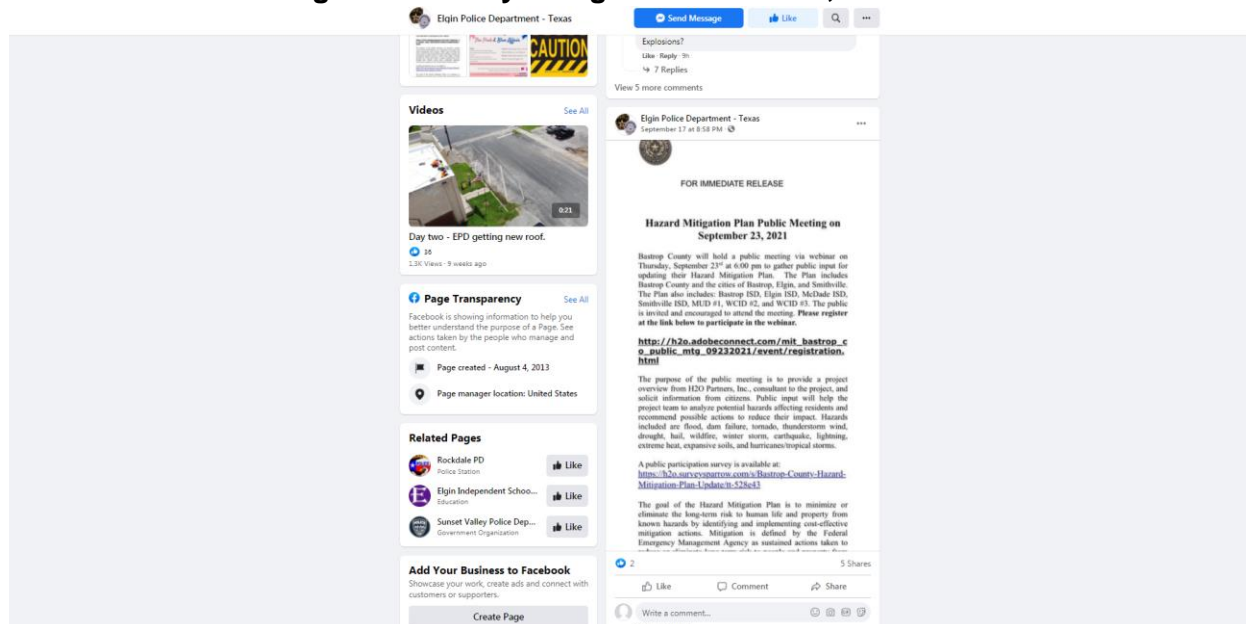 Elgin Police Department - Texas
Send Message
Like
CAUTION
Explosions?
Like · Reply · 9h
7 Replies
View 5 more comments
Videos
See All
0:21
Day two - EPD getting new roof.
16
1.3K Views · 9 weeks ago
Page Transparency
See All
Facebook is showing information to help you
better understand the purpose of a Page. See
actions taken by the people who manage and
post content.
Page created - August 4, 2013
Page manager location: United States
Related Pages
Rockdale PD
Police Station
Like
Elgin Independent Schoo...
Education
Like
Sunset Valley Police Dep...
Government Organization
Like
Add Your Business to Facebook
Showcase your work, create ads and connect with
customers or supporters.
Create Page
Elgin Police Department - Texas
September 17 at 8:58 PM
FOR IMMEDIATE RELEASE
Hazard Mitigation Plan Public Meeting on
September 23, 2021
Bastrop County will hold a public meeting via webinar on
Thursday, September 23rd at 6:00 pm to gather public input for
updating their Hazard Mitigation Plan. The Plan includes
Bastrop County and the cities of Bastrop, Elgin, and Smithville.
The Plan also includes: Bastrop ISD, Elgin ISD, McDade ISD,
Smithville ISD, MUD #1, WCID #2, and WCID #3. The public
is invited and encouraged to attend the meeting. Please register
at the link below to participate in the webinar.
http://h2o.adobeconnect.com/mit_bastrop_c
o_public_mtg_09232021/event/registration.
html
The purpose of the public meeting is to provide a project
overview from H2O Partners, Inc., consultant to the project, and
solicit information from citizens. Public input will help the
project team to analyze potential hazards affecting residents and
recommend possible actions to reduce their impact. Hazards
included are flood, dam failure, tornado, thunderstorm wind,
drought, hail, wildfire, winter storm, earthquake, lightning,
extreme heat, expansive soils, and hurricanes/tropical storms.
A public participation survey is available at:
https://h2o.surveysparrow.com/s/Bastrop-County-Hazard-
Mitigation-Plan-Update/tt-528e43
The goal of the Hazard Mitigation Plan is to minimize or
eliminate the long-term risk to human life and property from
known hazards by identifying and implementing cost-effective
mitigation actions. Mitigation is defined by the Federal
Emergency Management Agency as sustained actions taken to
2
5 Shares
Like
Comment
Share
Write a comment...